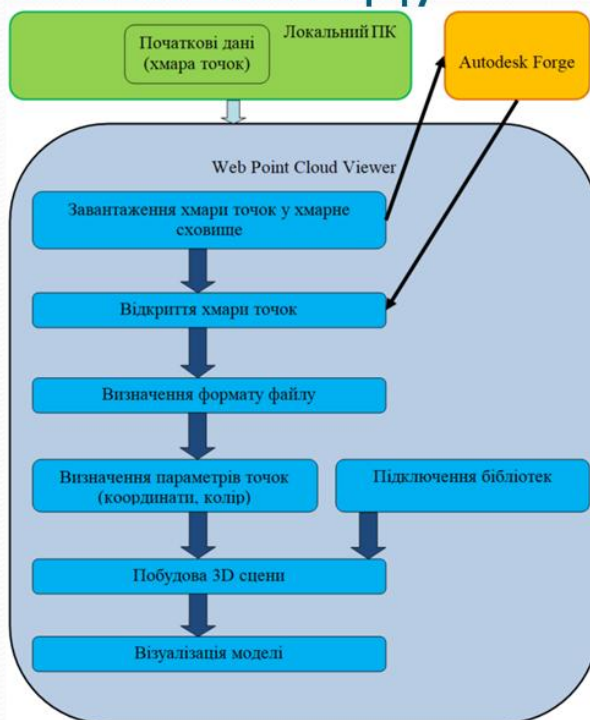 Початкові дані
(хмара точок)
Локальний ПК
Autodesk Forge
Web Point Cloud Viewer
Завантаження хмари точок у хмарне
сховище
Відкриття хмари точок
Визначення формату файлу
Визначення параметрів точок
(координати, колір)
Підключення бібліотек
Побудова 3D сцени
Візуалізація моделі